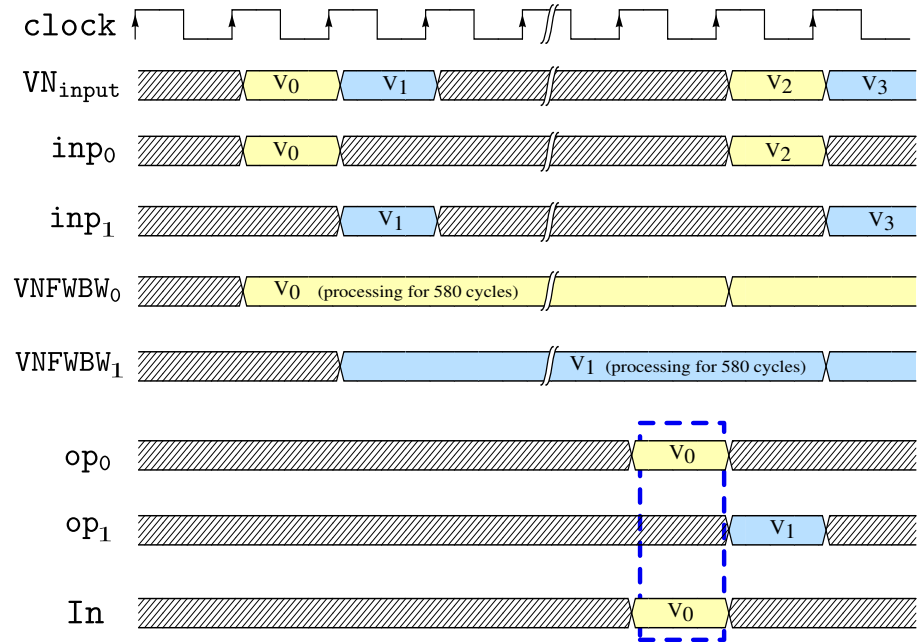 clock
VN_input V0 V1 V2 V3
inp0 V0 V2
inp1 V1 V3
VNFWBW0 V0 (processing for 580 cycles)
VNFWBW1 V1 (processing for 580 cycles)
op0 V0
op1 V1
In V0